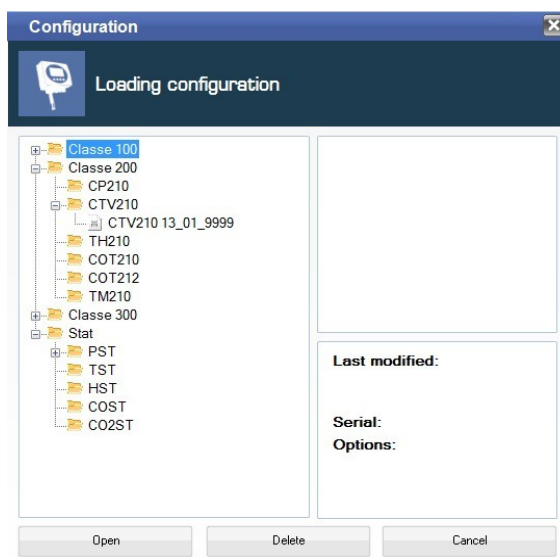 Configuration
Loading configuration
Classe 100
Classe 200
CP210
CTV210
CTV210 13_01_9999
TH210
COT210
COT212
TM210
Classe 300
Stat
PST
TST
HST
COST
CO2ST
Last modified:
Serial:
Options:
Open
Delete
Cancel